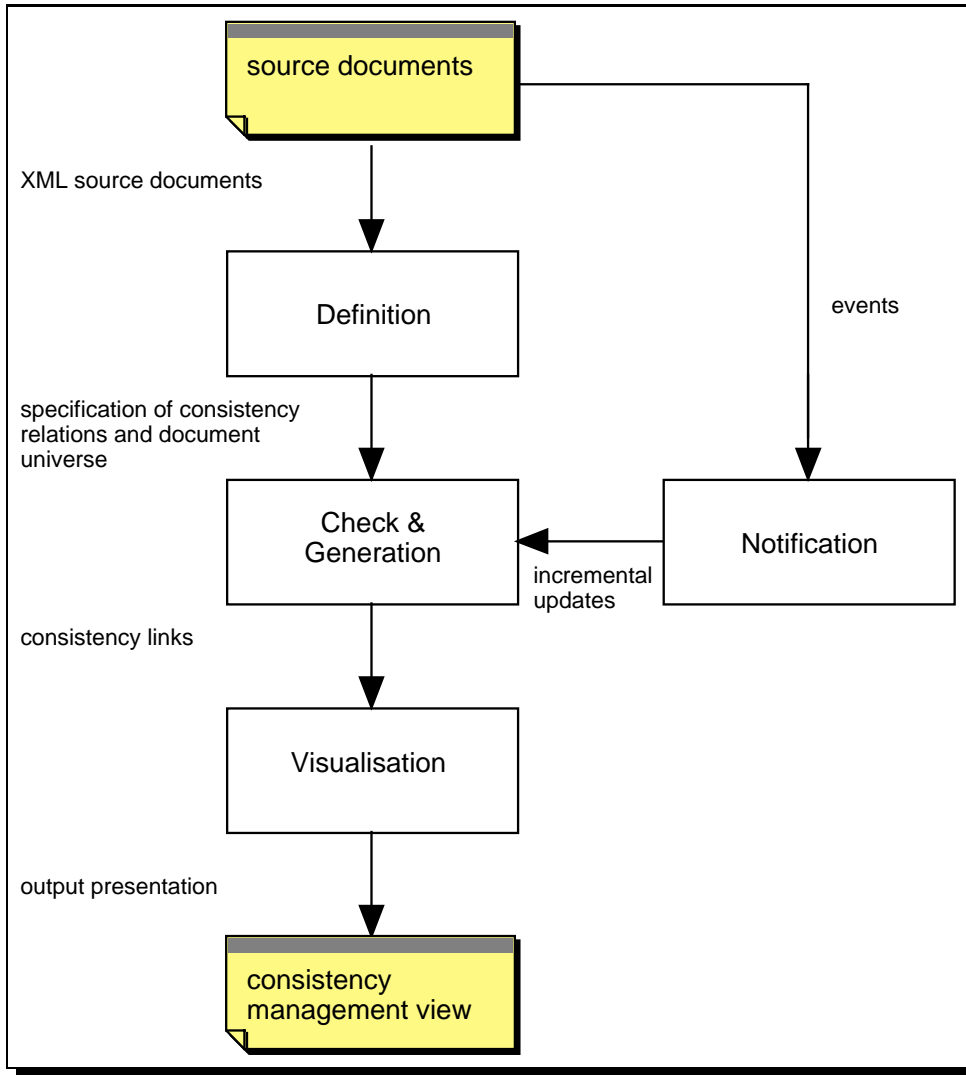 source documents
XML source documents
Definition
events
specification of consistency
relations and document
universe
Check &
Generation
Notification
incremental
updates
consistency links
Visualisation
output presentation
consistency
management view